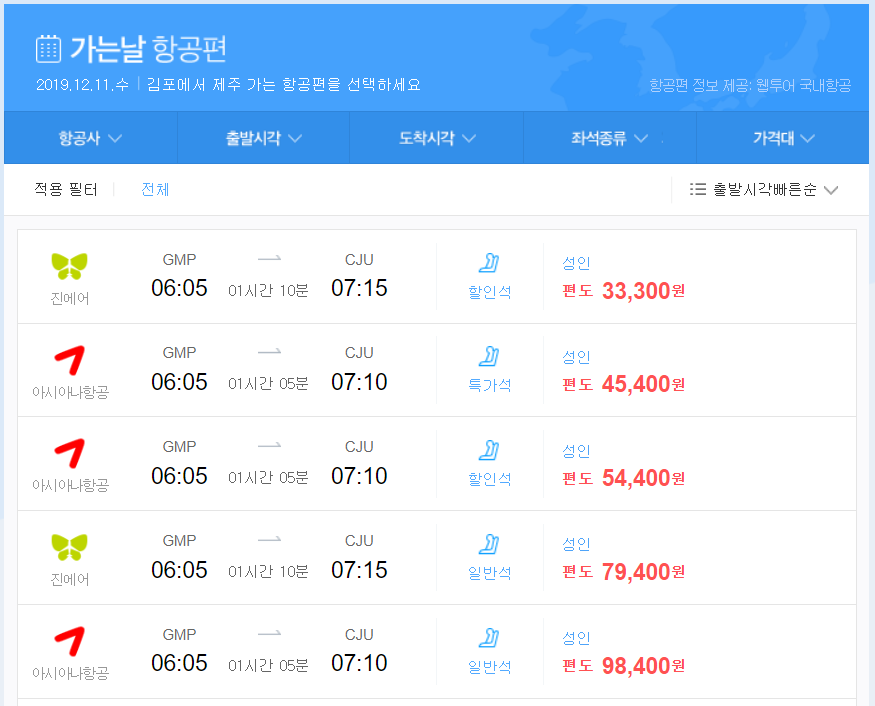 가는날 항공편
2019.12.11.수 김포에서 제주 가는 항공편을 선택하세요
항공편 정보 제공: 웹투어 국내항공
항공사 출발시각 도착시각 좌석종류 가격대
적용 필터 전체 출발시각빠른순
GMP CJU 성인
진에어 06:05 01시간 10분 07:15 할인석 편도 33,300원
GMP CJU 성인
아시아나항공 06:05 01시간 05분 07:10 특가석 편도 45,400원
GMP CJU 성인
아시아나항공 06:05 01시간 05분 07:10 할인석 편도 54,400원
GMP CJU 성인
진에어 06:05 01시간 10분 07:15 일반석 편도 79,400원
GMP CJU 성인
아시아나항공 06:05 01시간 05분 07:10 일반석 편도 98,400원